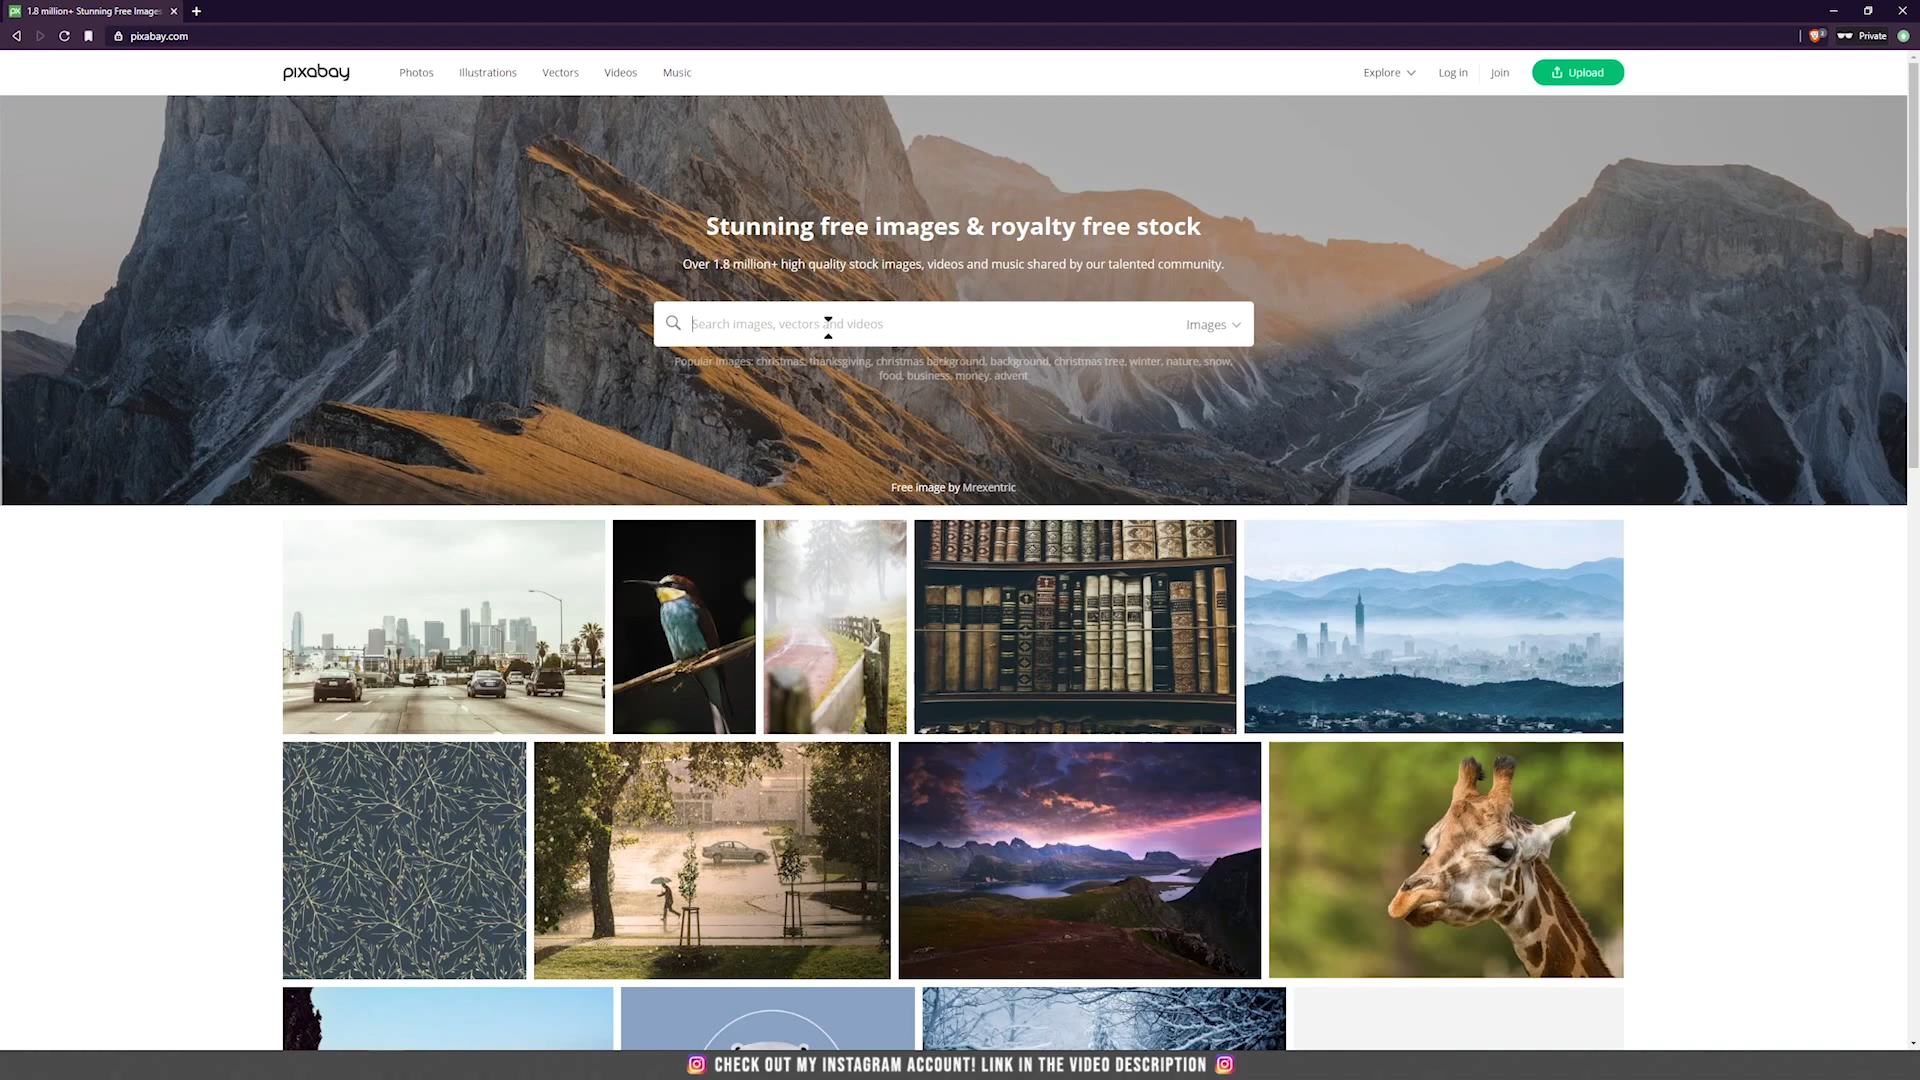 1.8 million+ Stunning Free Images
pixabay.com
Private
pixabay
Photos
Illustrations
Vectors
Videos
Music
Explore
Log in
Join
Upload
Stunning free images & royalty free stock
Over 1.8 million+ high quality stock images, videos and music shared by our talented community.
Search images, vectors and videos
Images
Popular Images: christmas, thanksgiving, christmas background, background, christmas tree, winter, nature, snow,
food, business, money, advent
Free image by Mrexentric
CHECK OUT MY INSTAGRAM ACCOUNT! LINK IN THE VIDEO DESCRIPTION